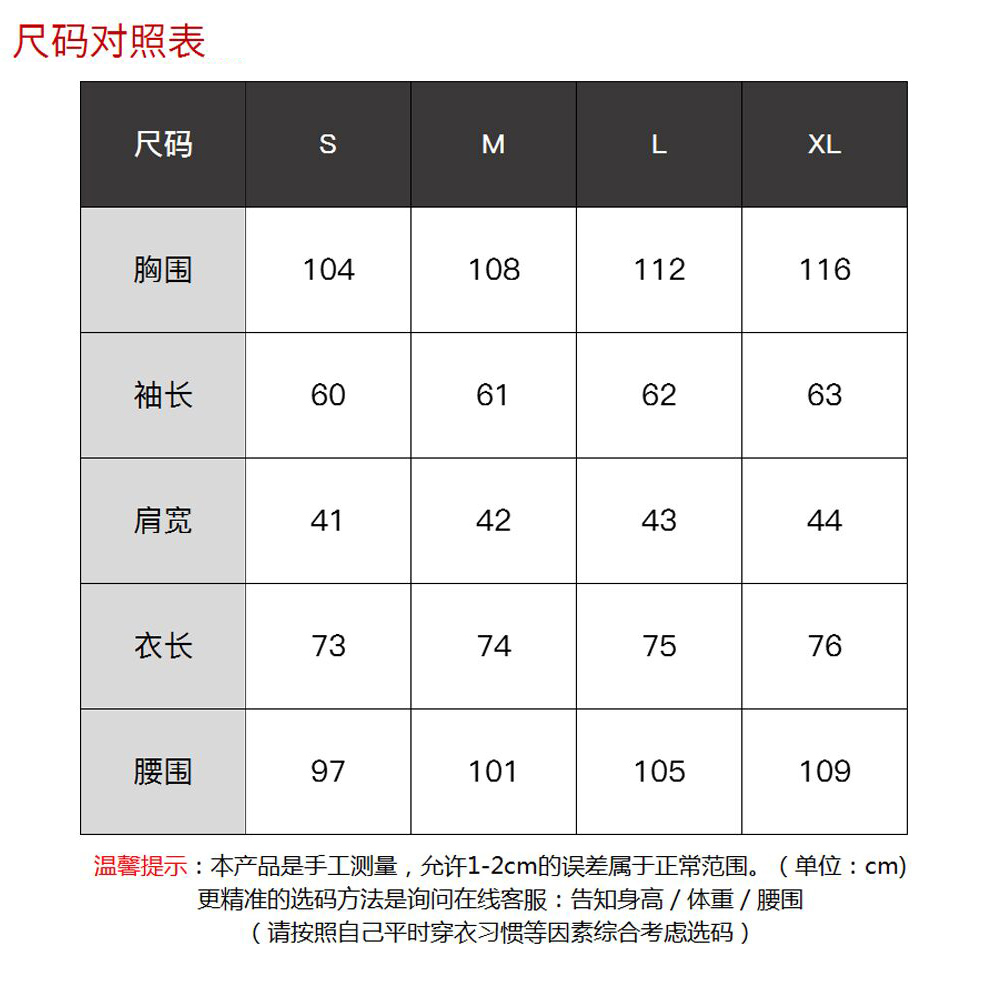 尺码对照表
尺码 S M L XL
胸围 104 108 112 116
袖长 60 61 62 63
肩宽 41 42 43 44
衣长 73 74 75 76
腰围 97 101 105 109
温馨提示：本产品是手工测量，允许1-2cm的误差属于正常范围。（单位：cm)
更精准的选码方法是询问在线客服：告知身高 / 体重 / 腰围
（请按照自己平时穿衣习惯等因素综合考虑选码）